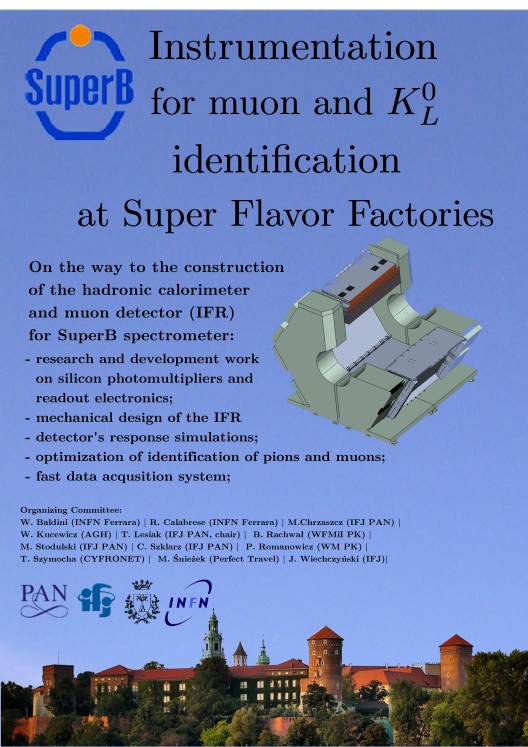 SuperB
Instrumentation
for muon and K⁰_L
identification
at Super Flavor Factories
On the way to the construction
of the hadronic calorimeter
and muon detector (IFR)
for SuperB spectrometer:
- research and development work
on silicon photomultipliers and
readout electronics;
- mechanical design of the IFR
- detector's response simulations;
- optimization of identification of pions and muons;
- fast data acqusition system;
Organizing Committee:
W. Baldini (INFN Ferrara) | R. Calabrese (INFN Ferrara) | M.Chrzaszcz (IFJ PAN) |
W. Kucewicz (AGH) | T. Lesiak (IFJ PAN, chair) | B. Rachwał (WFMiI PK) |
M. Stodulski (IFJ PAN) | C. Szklarz (IFJ PAN) | P. Romanowicz (WM PK) |
T. Szymocha (CYFRONET) | M. Śnieżek (Perfect Travel) | J. Wiechczyński (IFJ)|
PAN ifj INFN